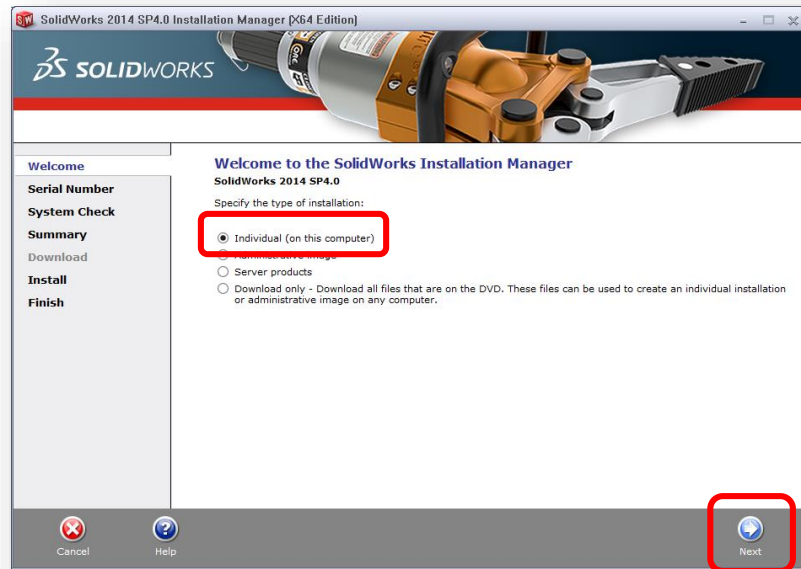 SolidWorks 2014 SP4.0 Installation Manager (X64 Edition)
SOLIDWORKS
Welcome
Serial Number
System Check
Summary
Download
Install
Finish
Welcome to the SolidWorks Installation Manager
SolidWorks 2014 SP4.0
Specify the type of installation:
Individual (on this computer)
Administrative image
Server products
Download only - Download all files that are on the DVD. These files can be used to create an individual installation
or administrative image on any computer.
Cancel
Help
Next